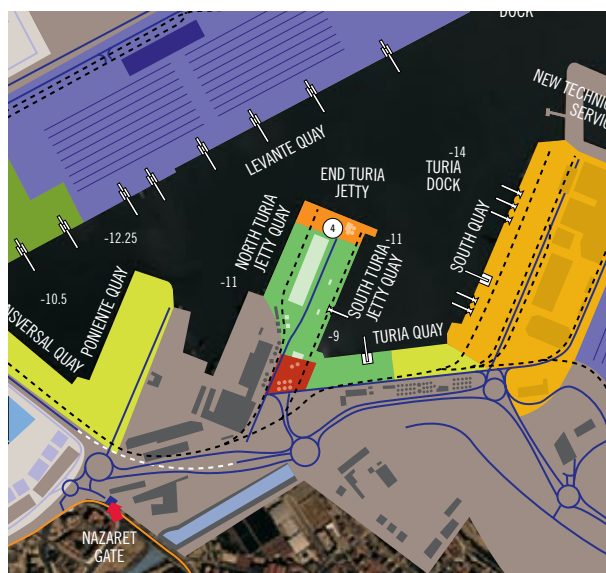 DOCK
NEW TECHNIC
SERVIC
LEVANTE QUAY
-14
TURIA
DOCK
END TURIA
JETTY
4
NORTH TURIA
JETTY QUAY
SOUTH QUAY
-12.25
-11
SOUTH TURIA
JETTY QUAY
-11
-10.5
PONIENTE QUAY
NSVERSAL QUAY
-9
TURIA QUAY
NAZARET
GATE